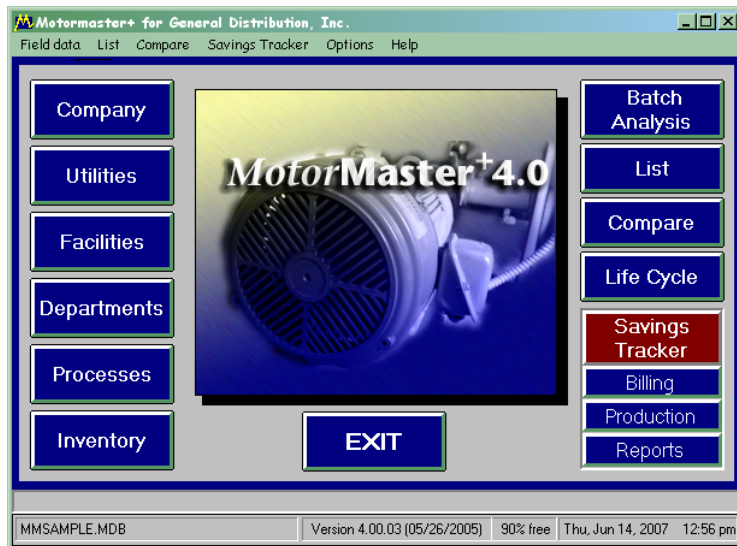 Motormaster+ for General Distribution, Inc.
Field data List Compare Savings Tracker Options Help
Company
Utilities
Facilities
Departments
Processes
Inventory
MotorMaster+4.0
EXIT
Batch
Analysis
List
Compare
Life Cycle
Savings
Tracker
Billing
Production
Reports
MMSAMPLE.MDB Version 4.00.03 (05/26/2005) 90% free Thu, Jun 14, 2007 12:56 pm